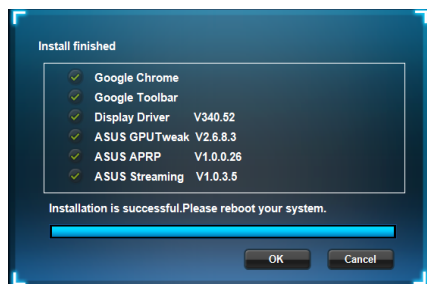 Install finished
Google Chrome
Google Toolbar
Display Driver V340.52
ASUS GPUTweak V2.6.8.3
ASUS APRP V1.0.0.26
ASUS Streaming V1.0.3.5
Installation is successful.Please reboot your system.
OK Cancel